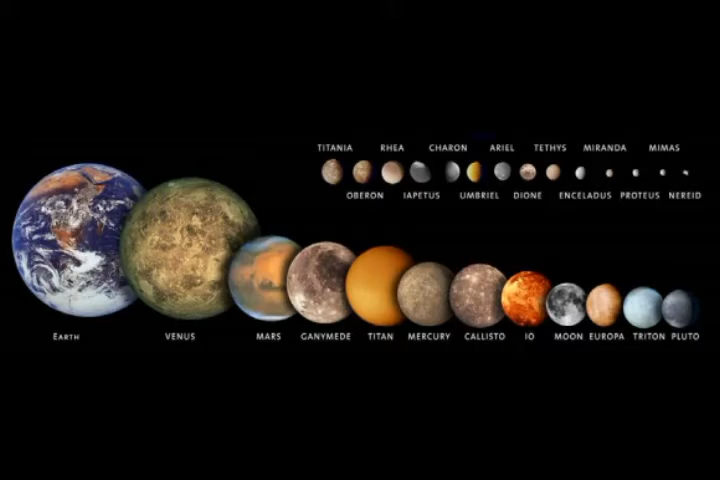 TITANIA RHEA CHARON ARIEL TETHYS MIRANDA MIMAS
OBERON IAPETUS UMBRIEL DIONE ENCELADUS PROTEUS NEREID
EARTH VENUS MARS GANYMEDE TITAN MERCURY CALLISTO IO MOON EUROPA TRITON PLUTO